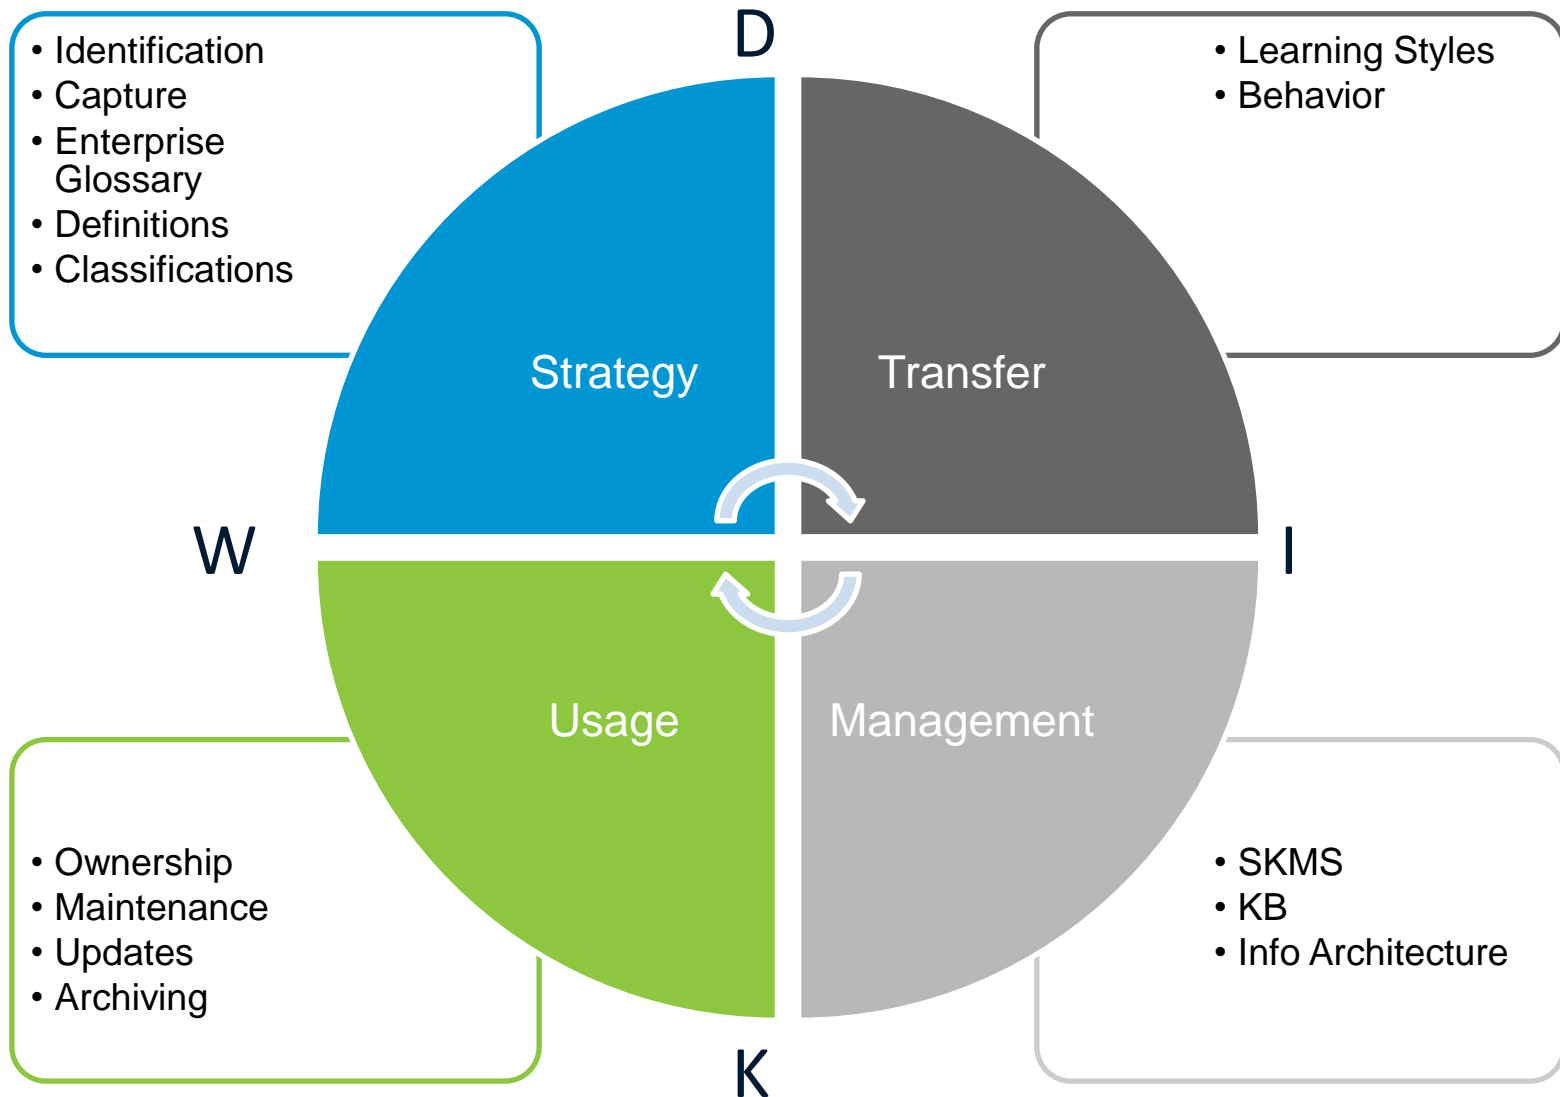 D
• Identification
• Capture
• Enterprise
Glossary
• Definitions
• Classifications
• Learning Styles
• Behavior
Strategy
Transfer
W
I
Usage
Management
• Ownership
• Maintenance
• Updates
• Archiving
• SKMS
• KB
• Info Architecture
K